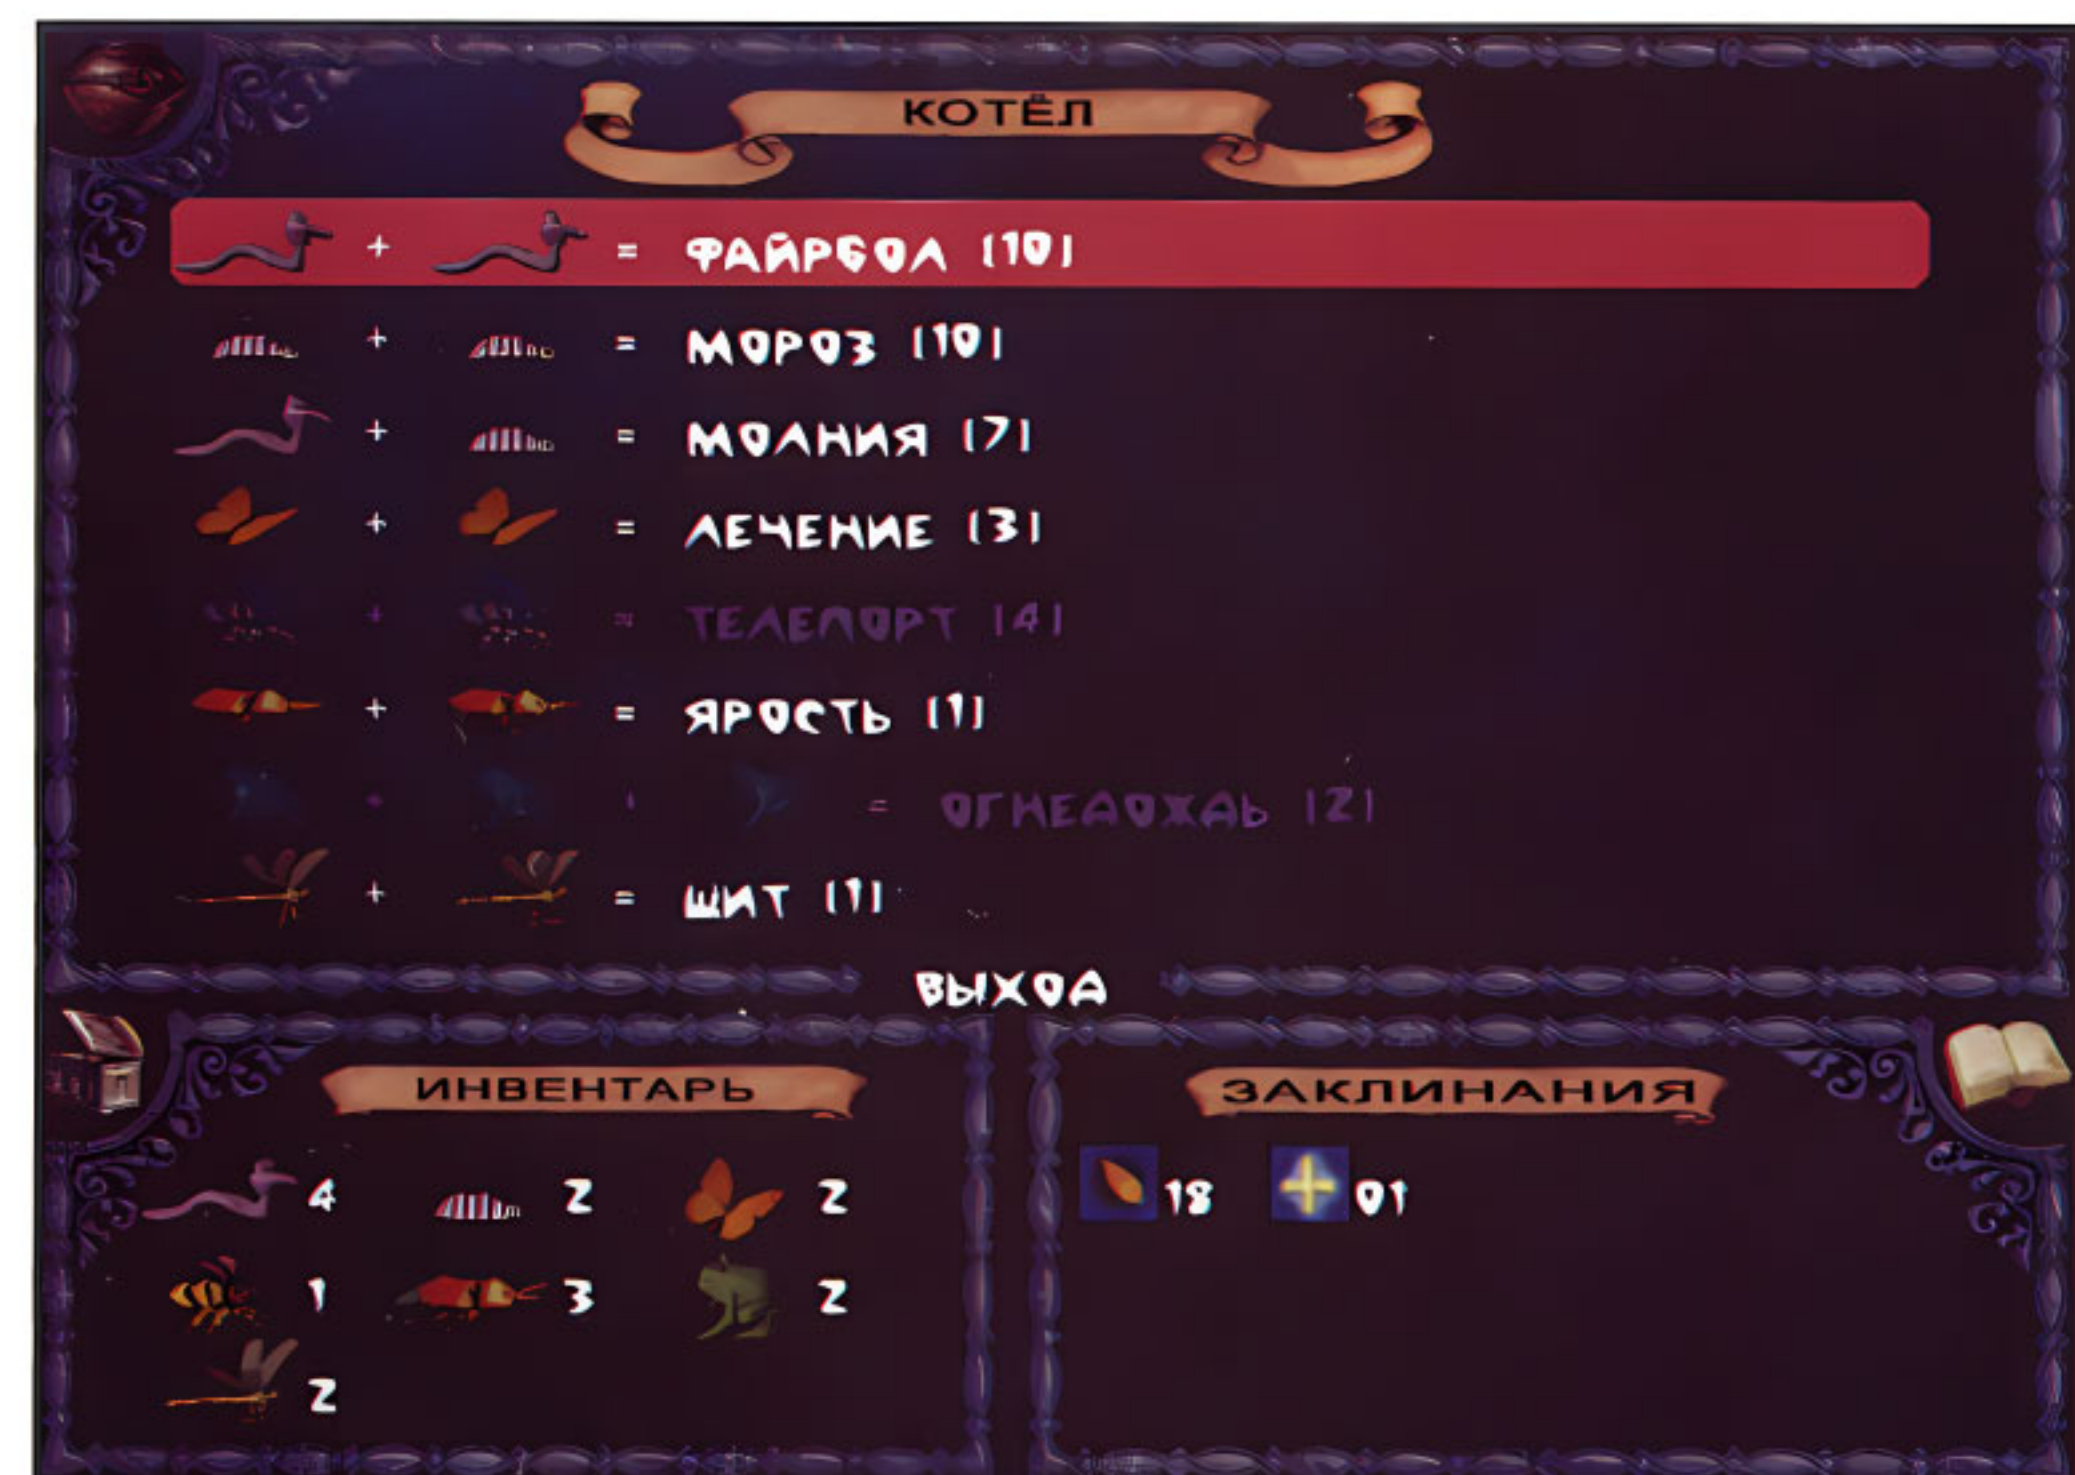 КОТЁЛ
+ = ФАЙРБОЛ (10)
+ = МОРОЗ (10)
+ = МОЛНИЯ (7)
+ = ЛЕЧЕНИЕ (3)
+ = ТЕЛЕПОРТ (4)
+ = ЯРОСТЬ (1)
+ + = ОГНЕДОЖДЬ (2)
+ = ЩИТ (1)
ВЫХОД
ИНВЕНТАРЬ
4 2 2
1 3 2
2
ЗАКЛИНАНИЯ
18 01